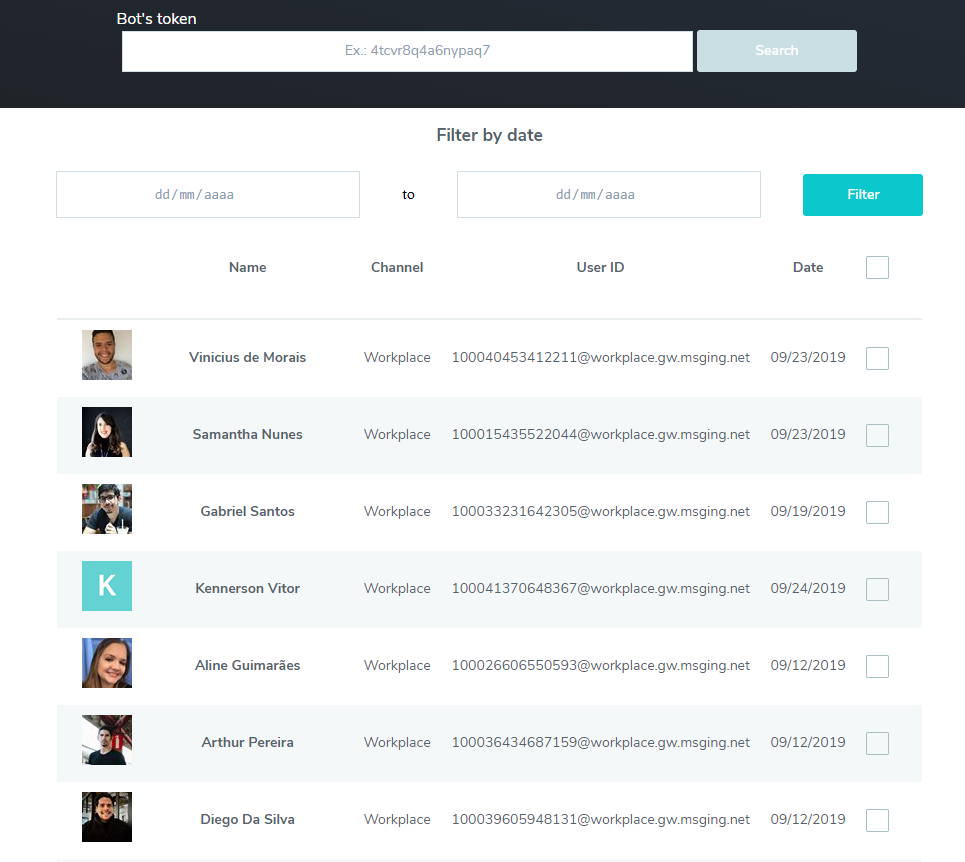 Bot's token
Ex.: 4tcvr8q4a6nypaq7 Search
Filter by date
dd/mm/aaaa to dd/mm/aaaa Filter
Name Channel User ID Date
Vinicius de Morais Workplace 100040453412211@workplace.gw.msging.net 09/23/2019
Samantha Nunes Workplace 100015435522044@workplace.gw.msging.net 09/23/2019
Gabriel Santos Workplace 100033231642305@workplace.gw.msging.net 09/19/2019
K Kennerson Vitor Workplace 100041370648367@workplace.gw.msging.net 09/24/2019
Aline Guimarães Workplace 100026606550593@workplace.gw.msging.net 09/12/2019
Arthur Pereira Workplace 100036434687159@workplace.gw.msging.net 09/12/2019
Diego Da Silva Workplace 100039605948131@workplace.gw.msging.net 09/12/2019